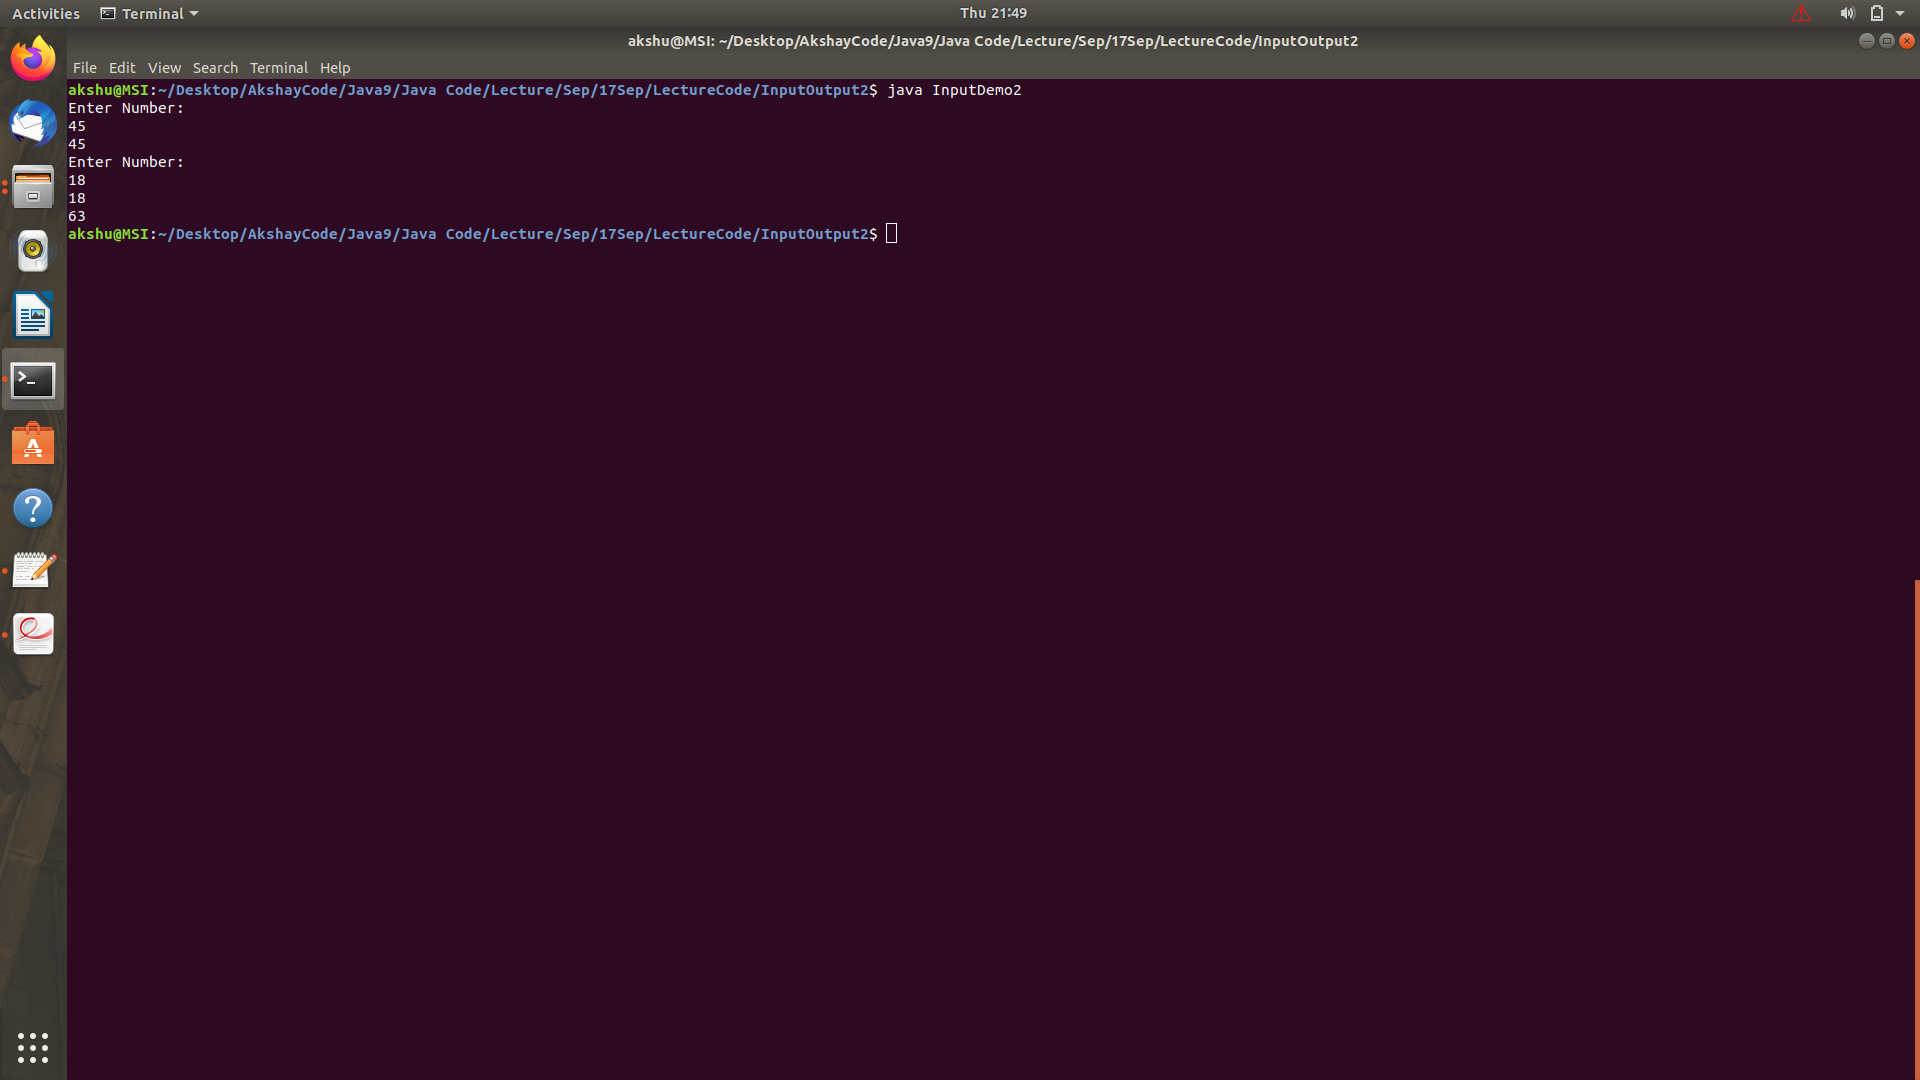 Activities Terminal Thu 21:49
akshu@MSI: ~/Desktop/AkshayCode/Java9/Java Code/Lecture/Sep/17Sep/LectureCode/InputOutput2
File Edit View Search Terminal Help
akshu@MSI:~/Desktop/AkshayCode/Java9/Java Code/Lecture/Sep/17Sep/LectureCode/InputOutput2$ java InputDemo2
Enter Number:
45
45
Enter Number:
18
18
63
akshu@MSI:~/Desktop/AkshayCode/Java9/Java Code/Lecture/Sep/17Sep/LectureCode/InputOutput2$